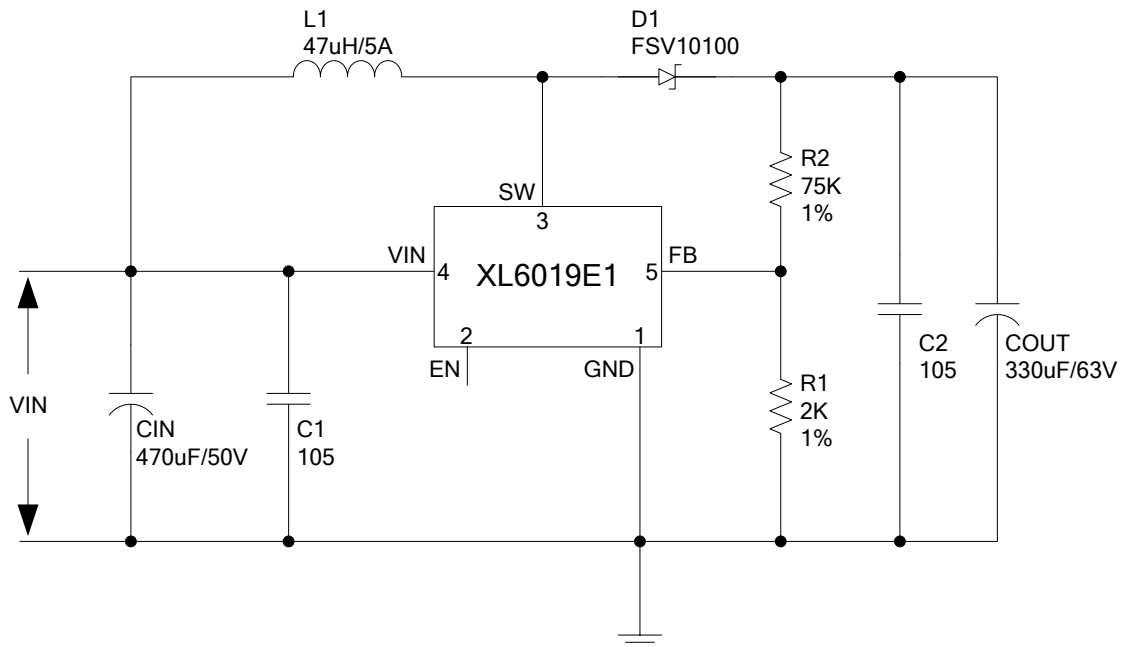 L1
47uH/5A
D1
FSV10100
R2
75K
1%
SW
3
VIN
4
XL6019E1
5
FB
2
1
EN
GND
C2
105
COUT
330uF/63V
VIN
CIN
470uF/50V
C1
105
R1
2K
1%